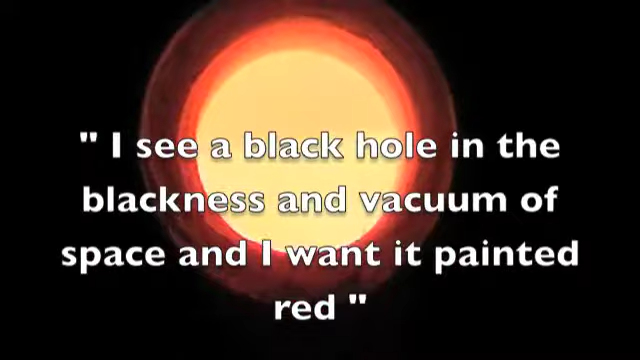 " I see a black hole in the
blackness and vacuum of
space and I want it painted
red "